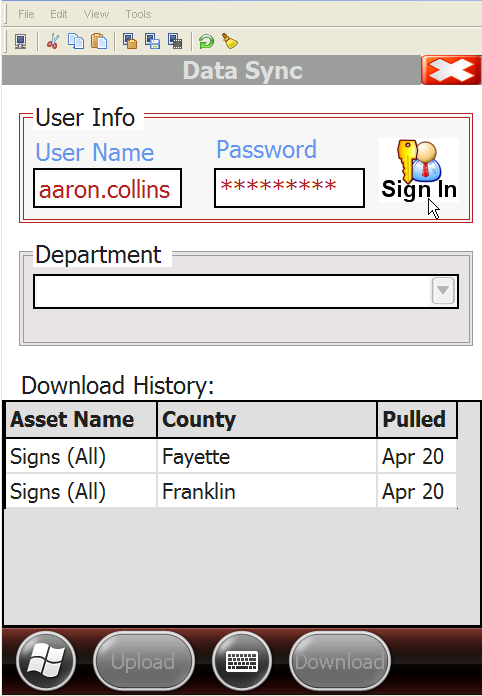 File Edit View Tools
Data Sync
User Info
User Name Password
aaron.collins ********* Sign In
Department
Download History:
Asset Name County Pulled
Signs (All) Fayette Apr 20
Signs (All) Franklin Apr 20
Upload Download